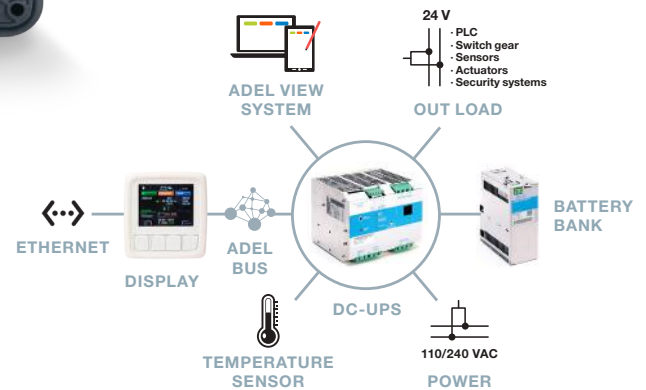 24 V
· PLC
· Switch gear
· Sensors
· Actuators
· Security systems
ADEL VIEW
SYSTEM
OUT LOAD
ETHERNET
DISPLAY
ADEL
BUS
DC-UPS
BATTERY
BANK
TEMPERATURE
SENSOR
110/240 VAC
POWER